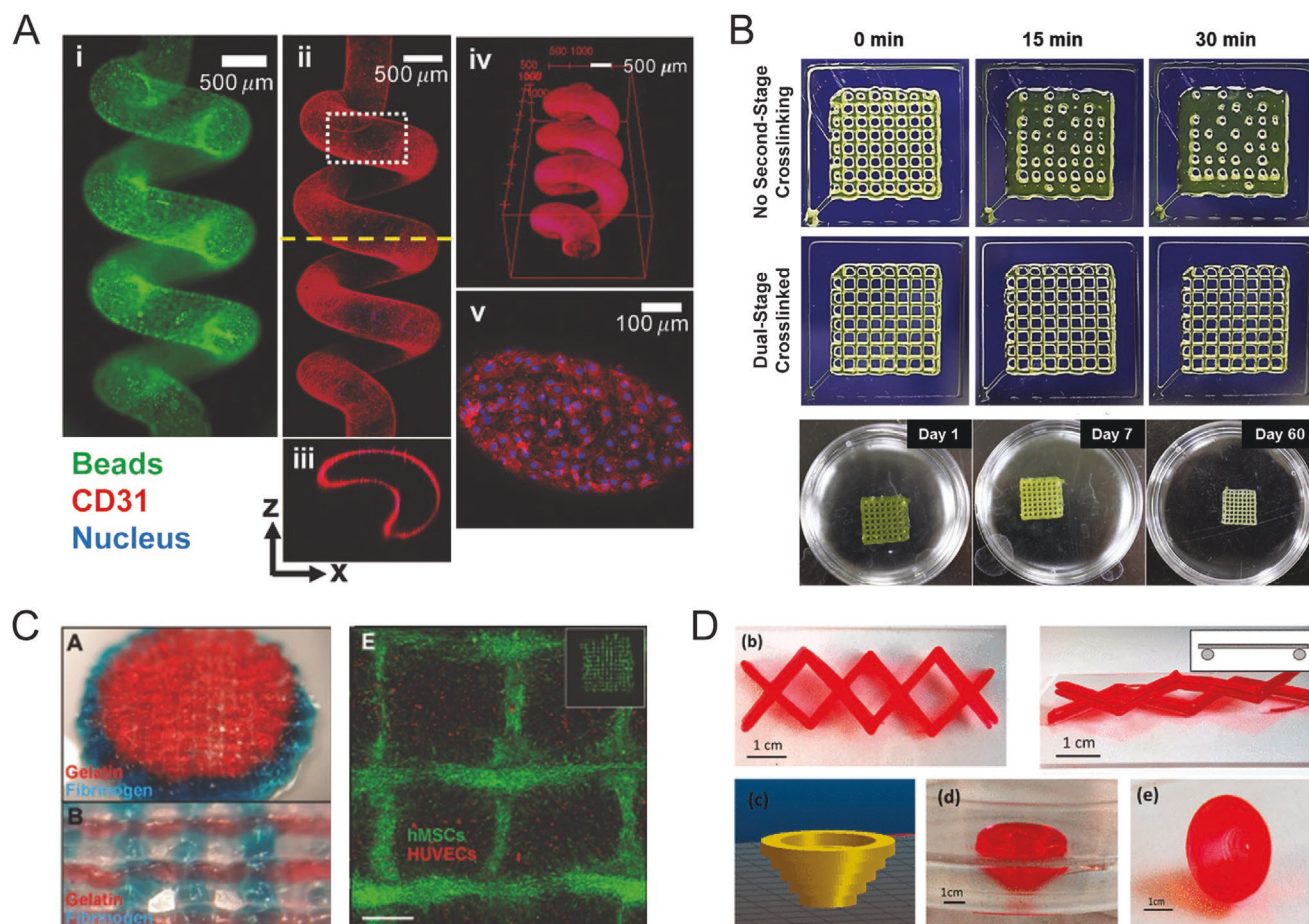 A
i
500 μm
ii
500 μm
iv
500 1000
500 μm
500
1000
1000
v
100 μm
iii
Beads
CD31
Nucleus
z
x
B
0 min
15 min
30 min
No Second-Stage
Crosslinking
Dual-Stage
Crosslinked
Day 1
Day 7
Day 60
C
A
Gelatin
Fibrinogen
B
Gelatin
Fibrinogen
E
hMSCs
HUVECs
D
(b)
1 cm
1 cm
(c)
(d)
1cm
(e)
1cm